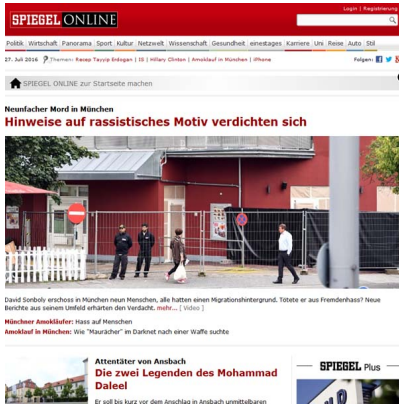 Login | Registrierung
SPIEGEL ONLINE
Politik Wirtschaft Panorama Sport Kultur Netzwelt Wissenschaft Gesundheit einestages Karriere Uni Reise Auto Stil
27. Juli 2016 Themen: Recep Tayyip Erdogan | IS | Hillary Clinton | Amoklauf in München | iPhone Folgen:
SPIEGEL ONLINE zur Startseite machen
Neunfacher Mord in München
Hinweise auf rassistisches Motiv verdichten sich
David Sonboly erschoss in München neun Menschen, alle hatten einen Migrationshintergrund. Tötete er aus Fremdenhass? Neue
Berichte aus seinem Umfeld erhärten den Verdacht. mehr... [ Video ]
Münchner Amokläufer: Hass auf Menschen
Amoklauf in München: Wie "Maurächer" im Darknet nach einer Waffe suchte
Attentäter von Ansbach
Die zwei Legenden des Mohammad
Daleel
Er soll bis kurz vor dem Anschlag in Ansbach unmittelbaren
SPIEGEL Plus